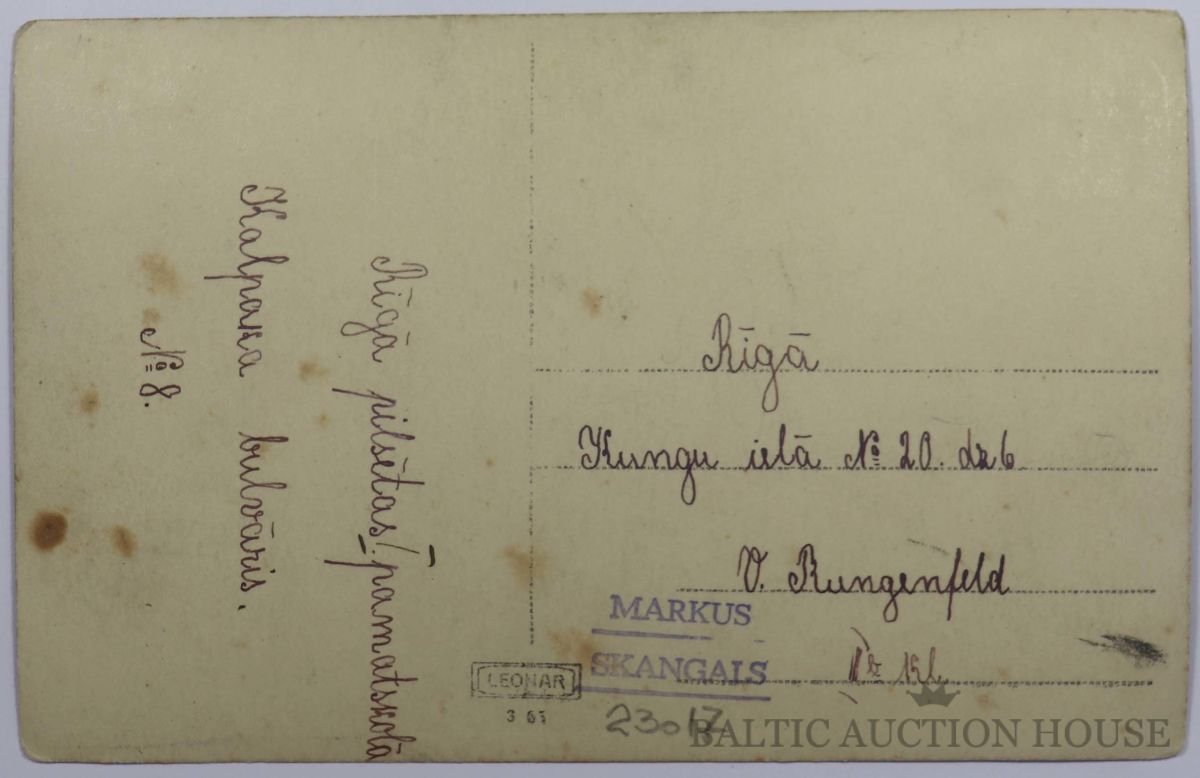 Rīgā pilsētas I. pamatskolā
Kalpaka bulvāris.
№ 8.
Rīgā
Kungu ielā № 20. dz 6
V. Rungenfeld
MARKUS
SKANGALS
LEONAR
3 61
23017
BALTIC AUCTION HOUSE